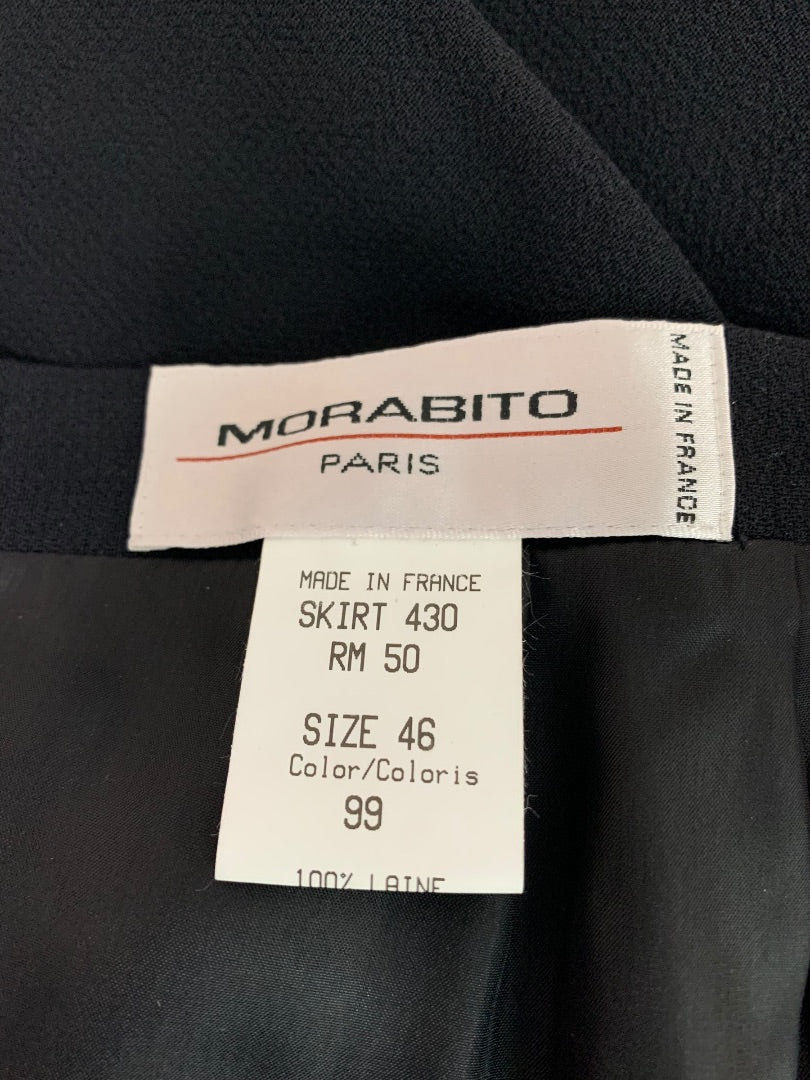 MORABITO
PARIS
MADE IN FRANCE
MADE IN FRANCE
SKIRT 430
RM 50
SIZE 46
Color/Coloris
99
100% LAINE